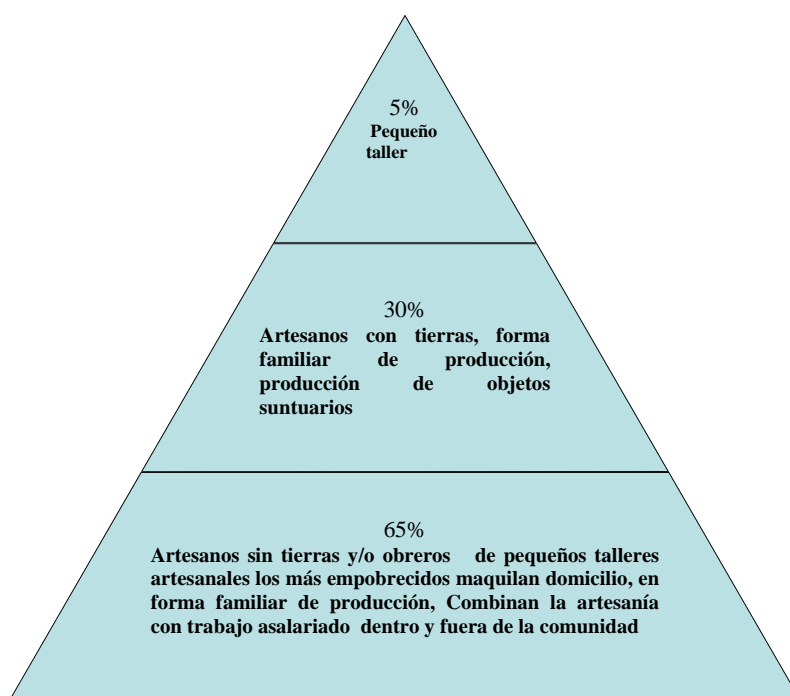 5%
Pequeño
taller
30%
Artesanos con tierras, forma
familiar de producción,
producción de objetos
suntuarios
65%
Artesanos sin tierras y/o obreros de pequeños talleres
artesanales los más empobrecidos maquilan domicilio, en
forma familiar de producción, Combinan la artesanía
con trabajo asalariado dentro y fuera de la comunidad